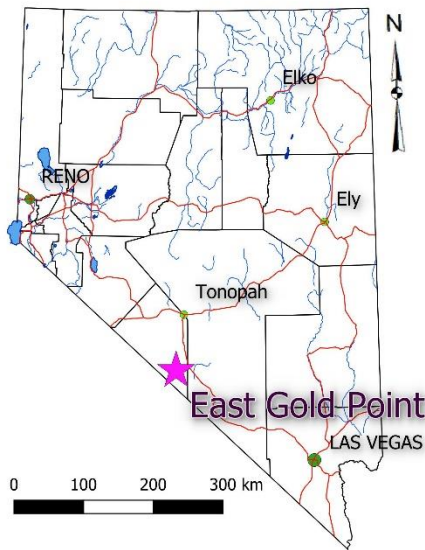 N
Elko
RENO
Ely
Tonopah
East Gold Point
LAS VEGAS
0 100 200 300 km